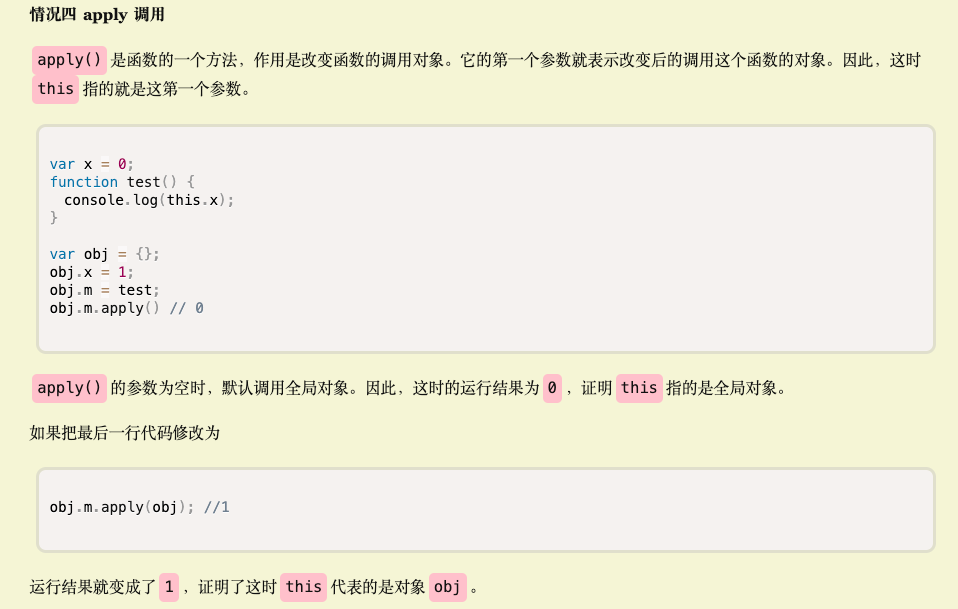 情况四 apply 调用
apply() 是函数的一个方法，作用是改变函数的调用对象。它的第一个参数就表示改变后的调用这个函数的对象。因此，这时
this 指的就是这第一个参数。
var x = 0;
function test() {
  console.log(this.x);
}
var obj = {};
obj.x = 1;
obj.m = test;
obj.m.apply() // 0
apply() 的参数为空时，默认调用全局对象。因此，这时的运行结果为 0 ，证明 this 指的是全局对象。
如果把最后一行代码修改为
obj.m.apply(obj); //1
运行结果就变成了 1 ，证明了这时 this 代表的是对象 obj 。